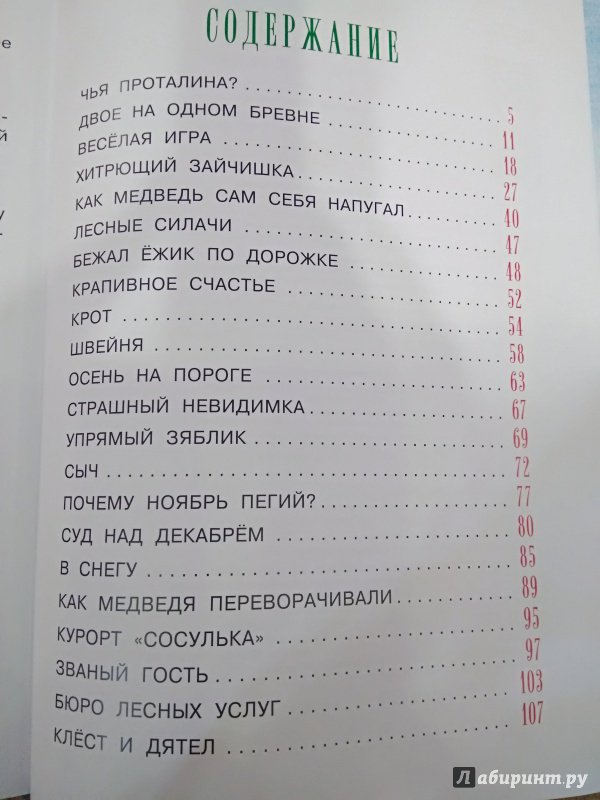 СОДЕРЖАНИЕ
ЧЬЯ ПРОТАЛИНА? 5
ДВОЕ НА ОДНОМ БРЕВНЕ 11
ВЕСЁЛАЯ ИГРА 18
ХИТРЮЩИЙ ЗАЙЧИШКА 27
КАК МЕДВЕДЬ САМ СЕБЯ НАПУГАЛ 40
ЛЕСНЫЕ СИЛАЧИ 47
БЕЖАЛ ЁЖИК ПО ДОРОЖКЕ 48
КРАПИВНОЕ СЧАСТЬЕ 52
КРОТ 54
ШВЕЙНЯ 58
ОСЕНЬ НА ПОРОГЕ 63
СТРАШНЫЙ НЕВИДИМКА 67
УПРЯМЫЙ ЗЯБЛИК 69
СЫЧ 72
ПОЧЕМУ НОЯБРЬ ПЕГИЙ? 77
СУД НАД ДЕКАБРЁМ 80
В СНЕГУ 85
КАК МЕДВЕДЯ ПЕРЕВОРАЧИВАЛИ 89
КУРОРТ «СОСУЛЬКА» 95
ЗВАНЫЙ ГОСТЬ 97
БЮРО ЛЕСНЫХ УСЛУГ 103
КЛЁСТ И ДЯТЕЛ 107
Лабиринт.ру